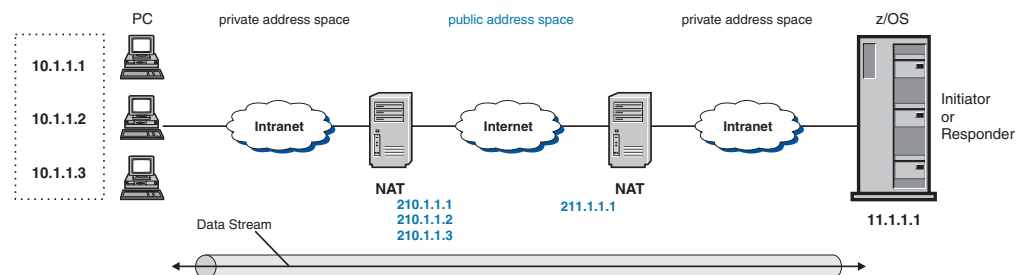 PC
private address space
public address space
private address space
z/OS
10.1.1.1
10.1.1.2
10.1.1.3
Intranet
Internet
Intranet
Initiator
or
Responder
NAT
NAT
210.1.1.1
210.1.1.2
210.1.1.3
211.1.1.1
11.1.1.1
Data Stream